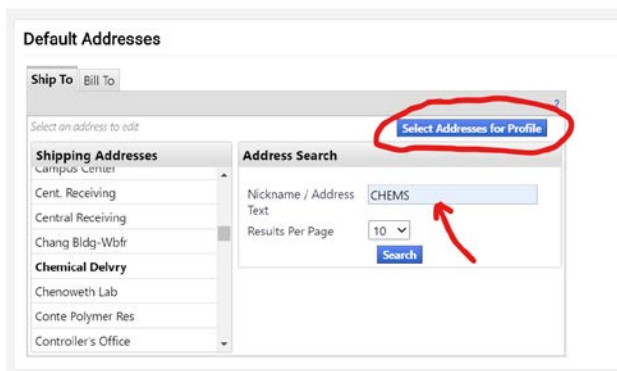 Default Addresses
Ship To Bill To
?
Select an address to edit
Select Addresses for Profile
Shipping Addresses
Address Search
Campus Center
Cent. Receiving
Nickname / Address Text
CHEMS
Central Receiving
Results Per Page
10
Chang Bldg-Wbfr
Search
Chemical Delvry
Chenoweth Lab
Conte Polymer Res
Controller's Office